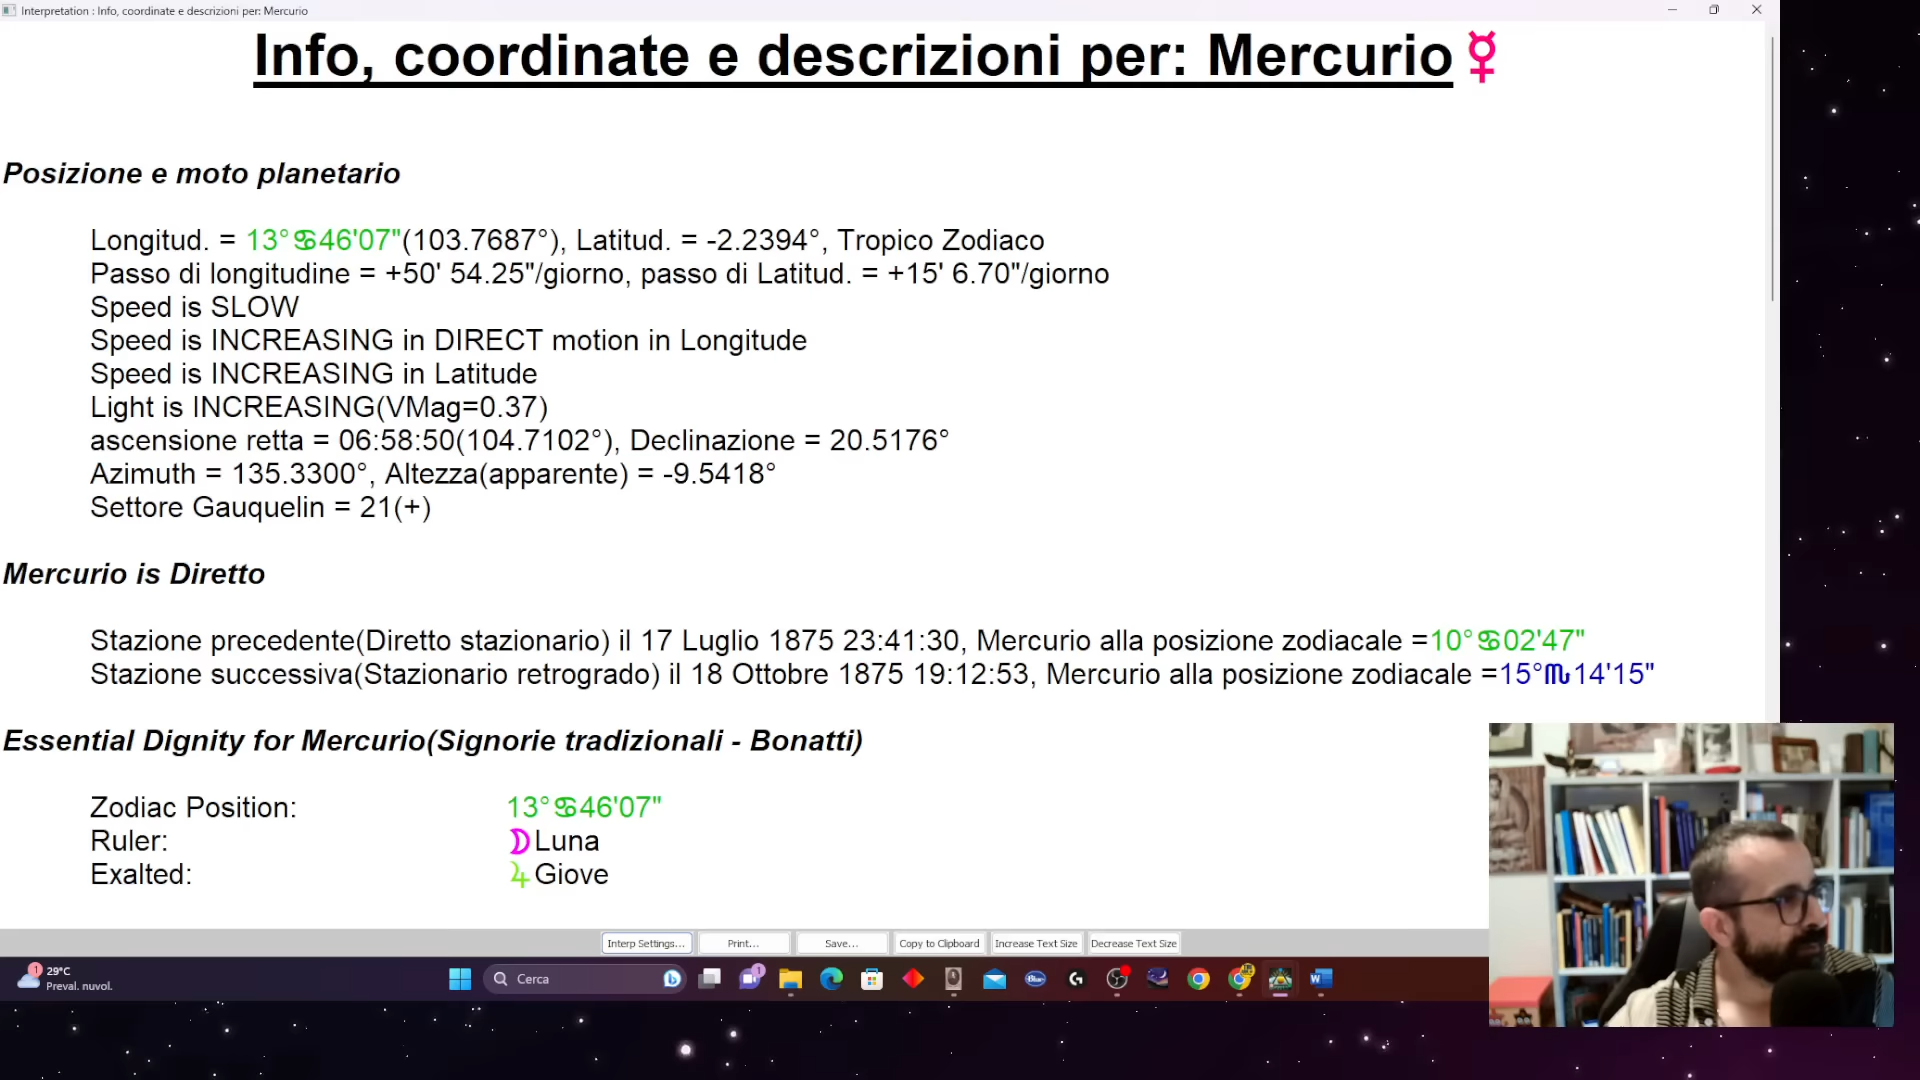 Interpretation : Info, coordinate e descrizioni per: Mercurio
Info, coordinate e descrizioni per: Mercurio☿
Posizione e moto planetario
Longitud. = 13°♋46'07"(103.7687°), Latitud. = -2.2394°, Tropico Zodiaco
Passo di longitudine = +50' 54.25"/giorno, passo di Latitud. = +15' 6.70"/giorno
Speed is SLOW
Speed is INCREASING in DIRECT motion in Longitude
Speed is INCREASING in Latitude
Light is INCREASING(VMag=0.37)
ascensione retta = 06:58:50(104.7102°), Declinazione = 20.5176°
Azimuth = 135.3300°, Altezza(apparente) = -9.5418°
Settore Gauquelin = 21(+)
Mercurio is Diretto
Stazione precedente(Diretto stazionario) il 17 Luglio 1875 23:41:30, Mercurio alla posizione zodiacale =10°♋02'47"
Stazione successiva(Stazionario retrogrado) il 18 Ottobre 1875 19:12:53, Mercurio alla posizione zodiacale =15°♏14'15"
Essential Dignity for Mercurio(Signorie tradizionali - Bonatti)
Zodiac Position: 13°♋46'07"
Ruler: ☽Luna
Exalted: ♃Giove
Interp Settings... Print... Save... Copy to Clipboard Increase Text Size Decrease Text Size
1 29°C
Preval. nuvol.
Cerca
1